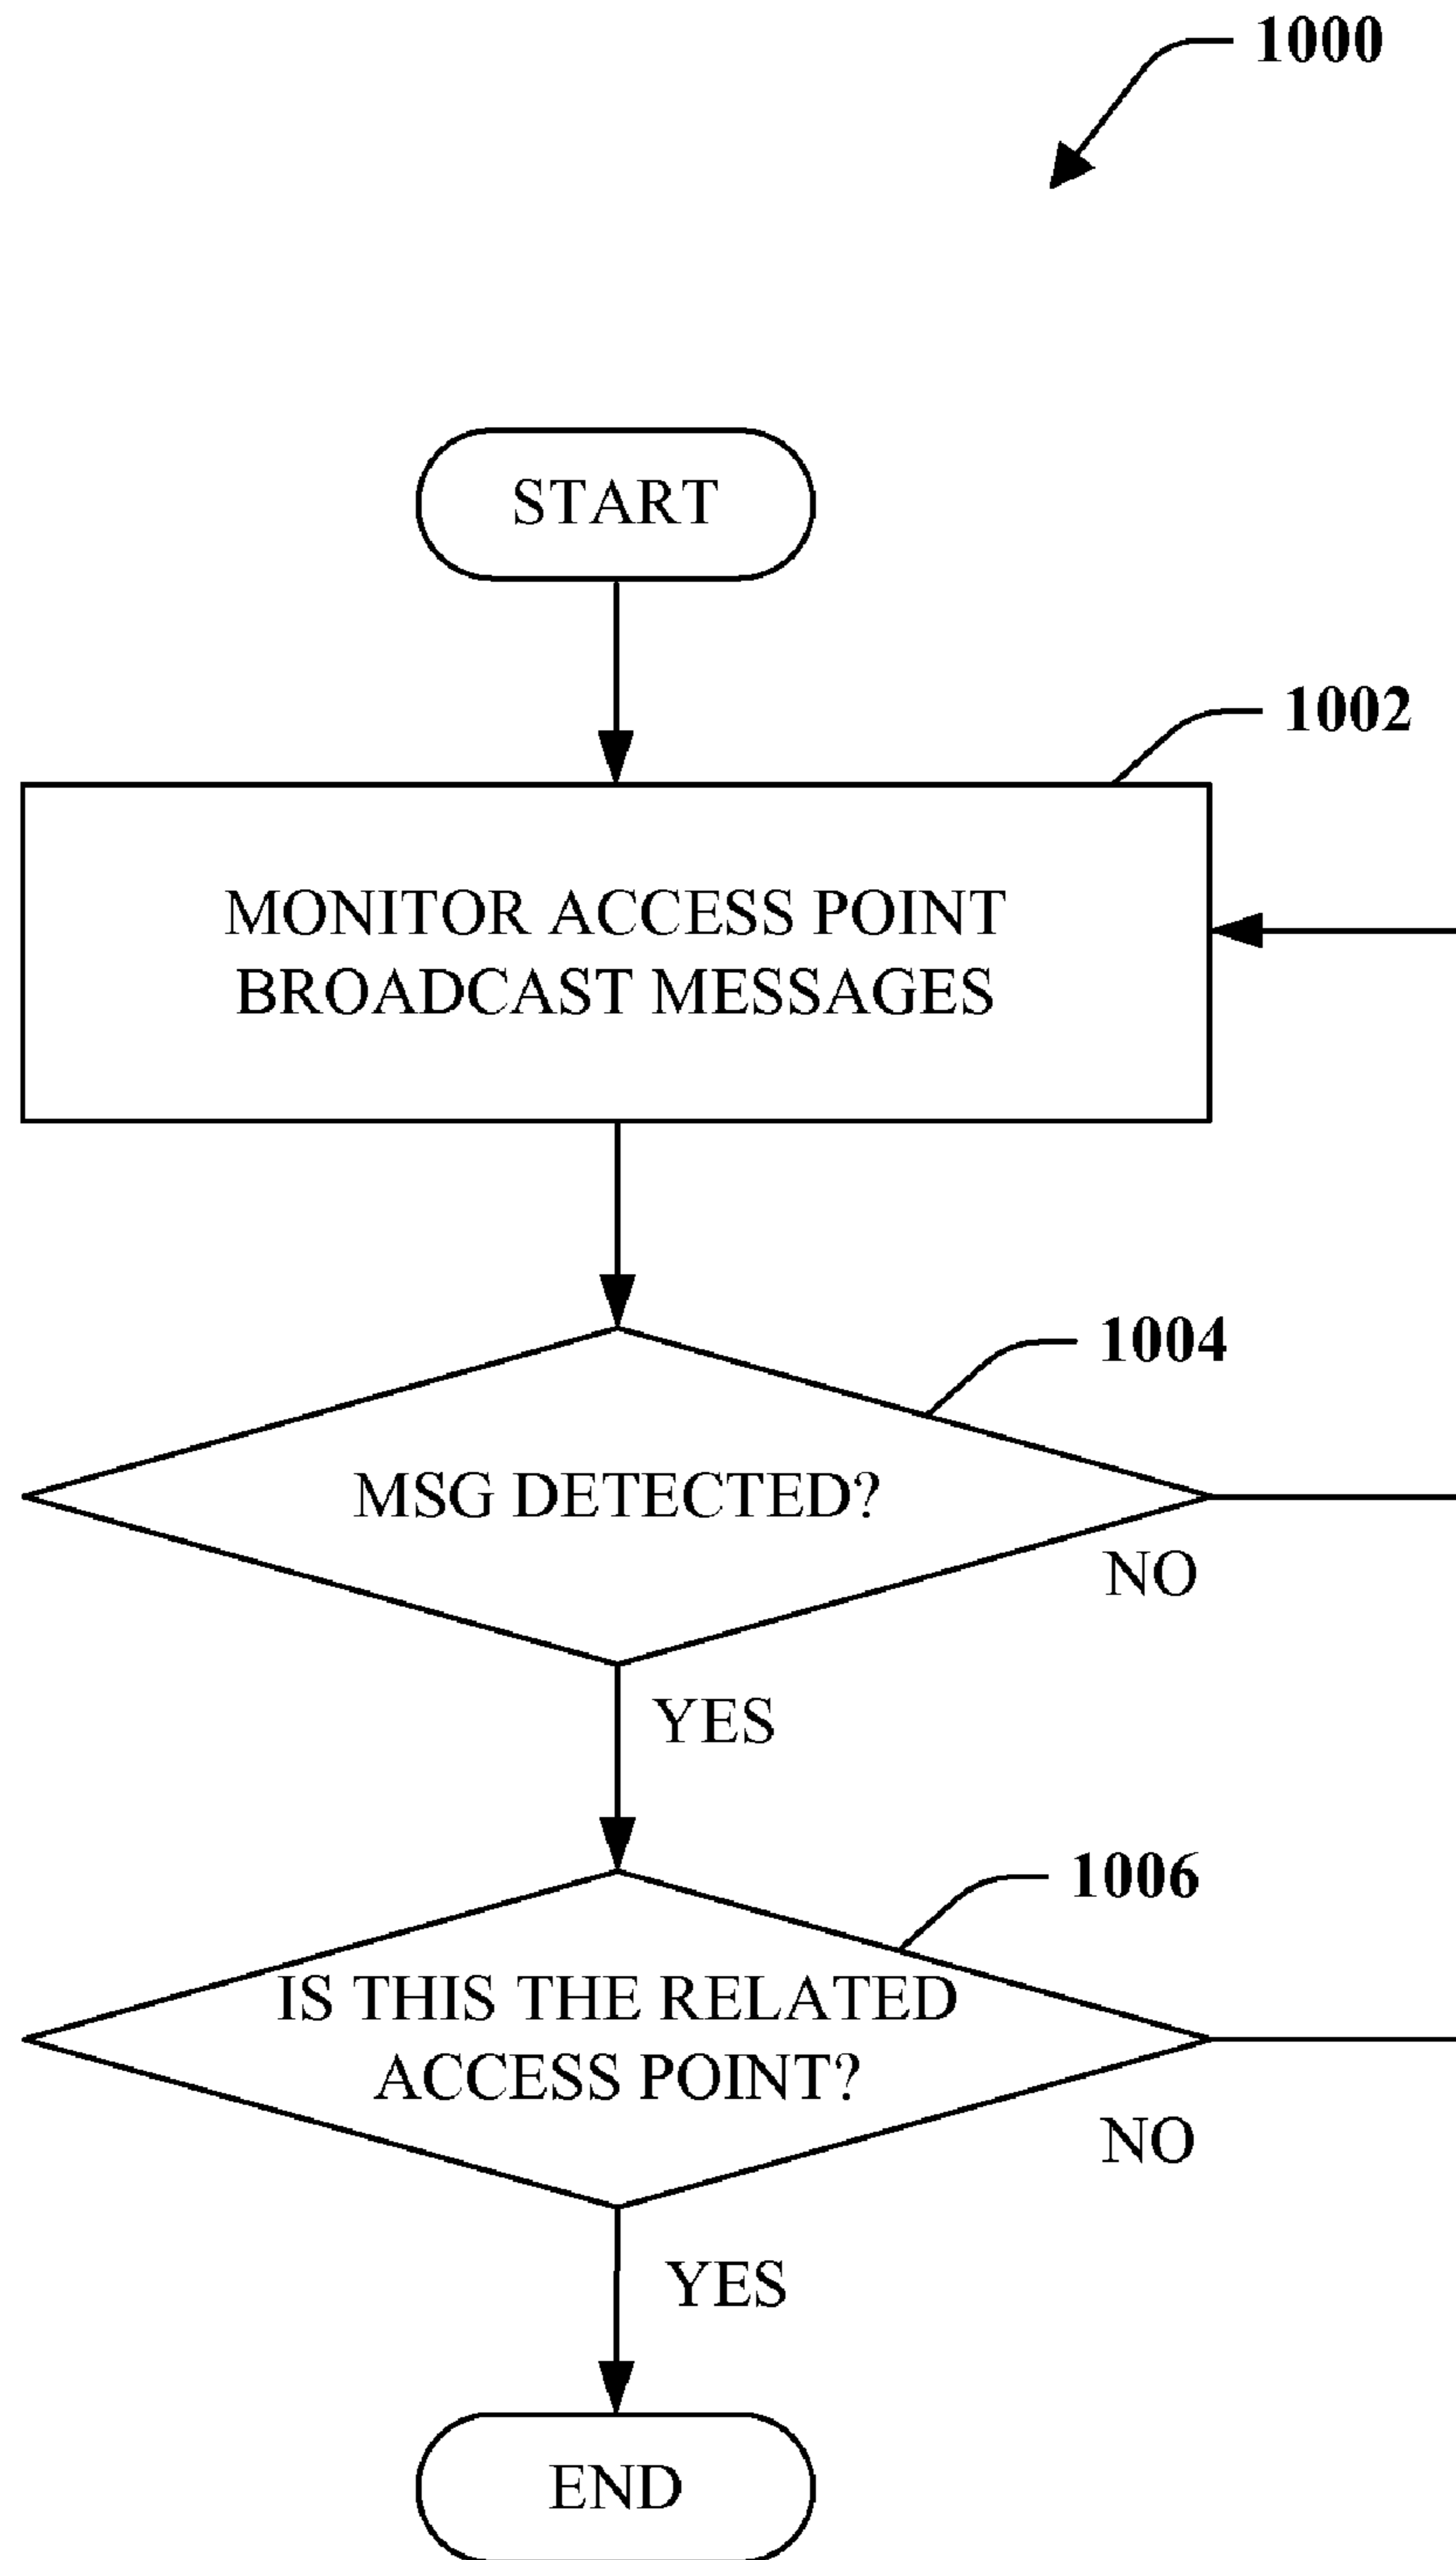 1000
START
1002
MONITOR ACCESS POINT
BROADCAST MESSAGES
1004
MSG DETECTED?
NO
YES
1006
IS THIS THE RELATED
ACCESS POINT?
NO
YES
END